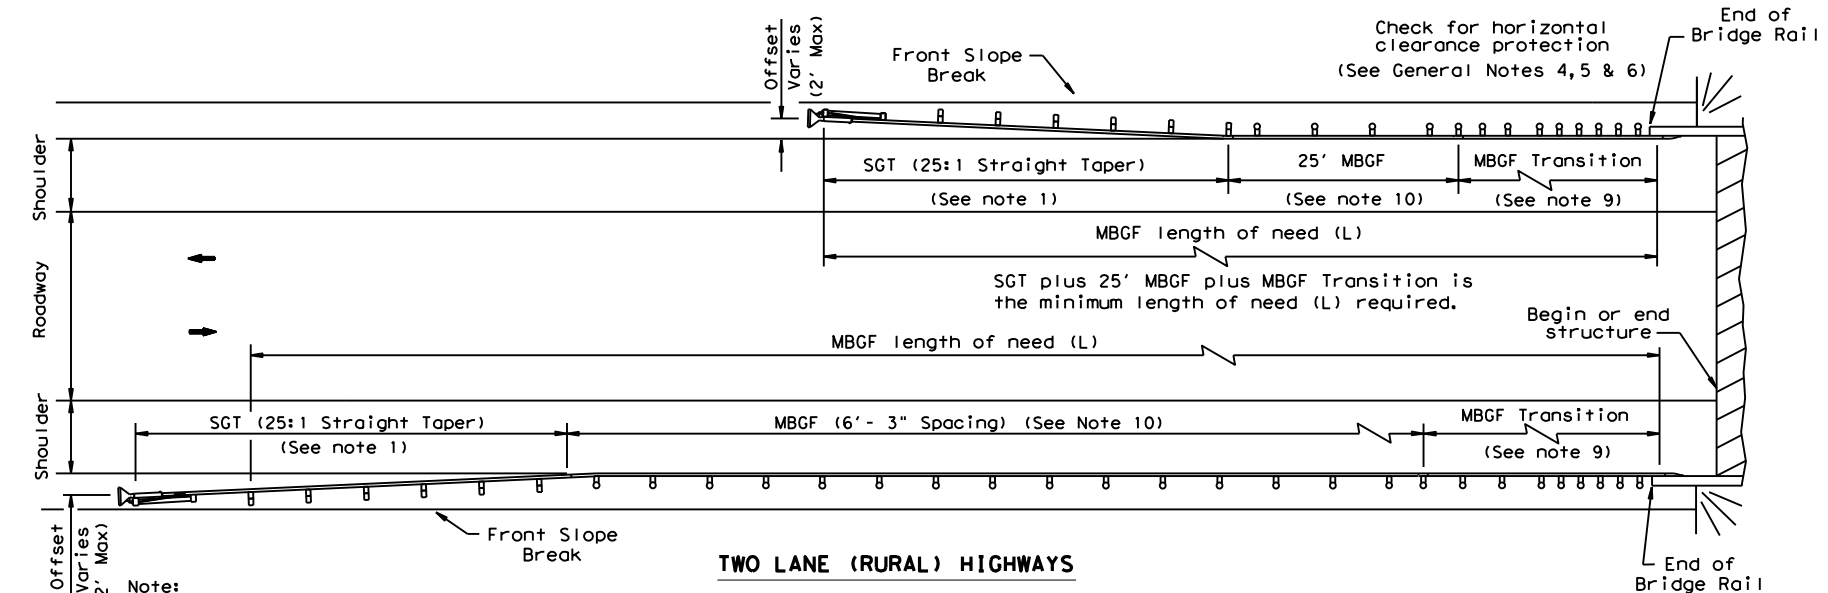 Offset
Varies
(2' Max)
Front Slope
Break
Check for horizontal
clearance protection
(See General Notes 4,5 & 6)
End of
Bridge Rail
Shoulder
SGT (25:1 Straight Taper)
(See note 1)
25' MBGF
(See note 10)
MBGF Transition
(See note 9)
MBGF length of need (L)
SGT plus 25' MBGF plus MBGF Transition is
the minimum length of need (L) required.
Roadway
Begin or end
structure
MBGF length of need (L)
Shoulder
SGT (25:1 Straight Taper)
(See note 1)
MBGF (6'- 3" Spacing) (See Note 10)
MBGF Transition
(See note 9)
Offset
Varies
2' Max)
Front Slope
Break
TWO LANE (RURAL) HIGHWAYS
End of
Bridge Rail
Note: